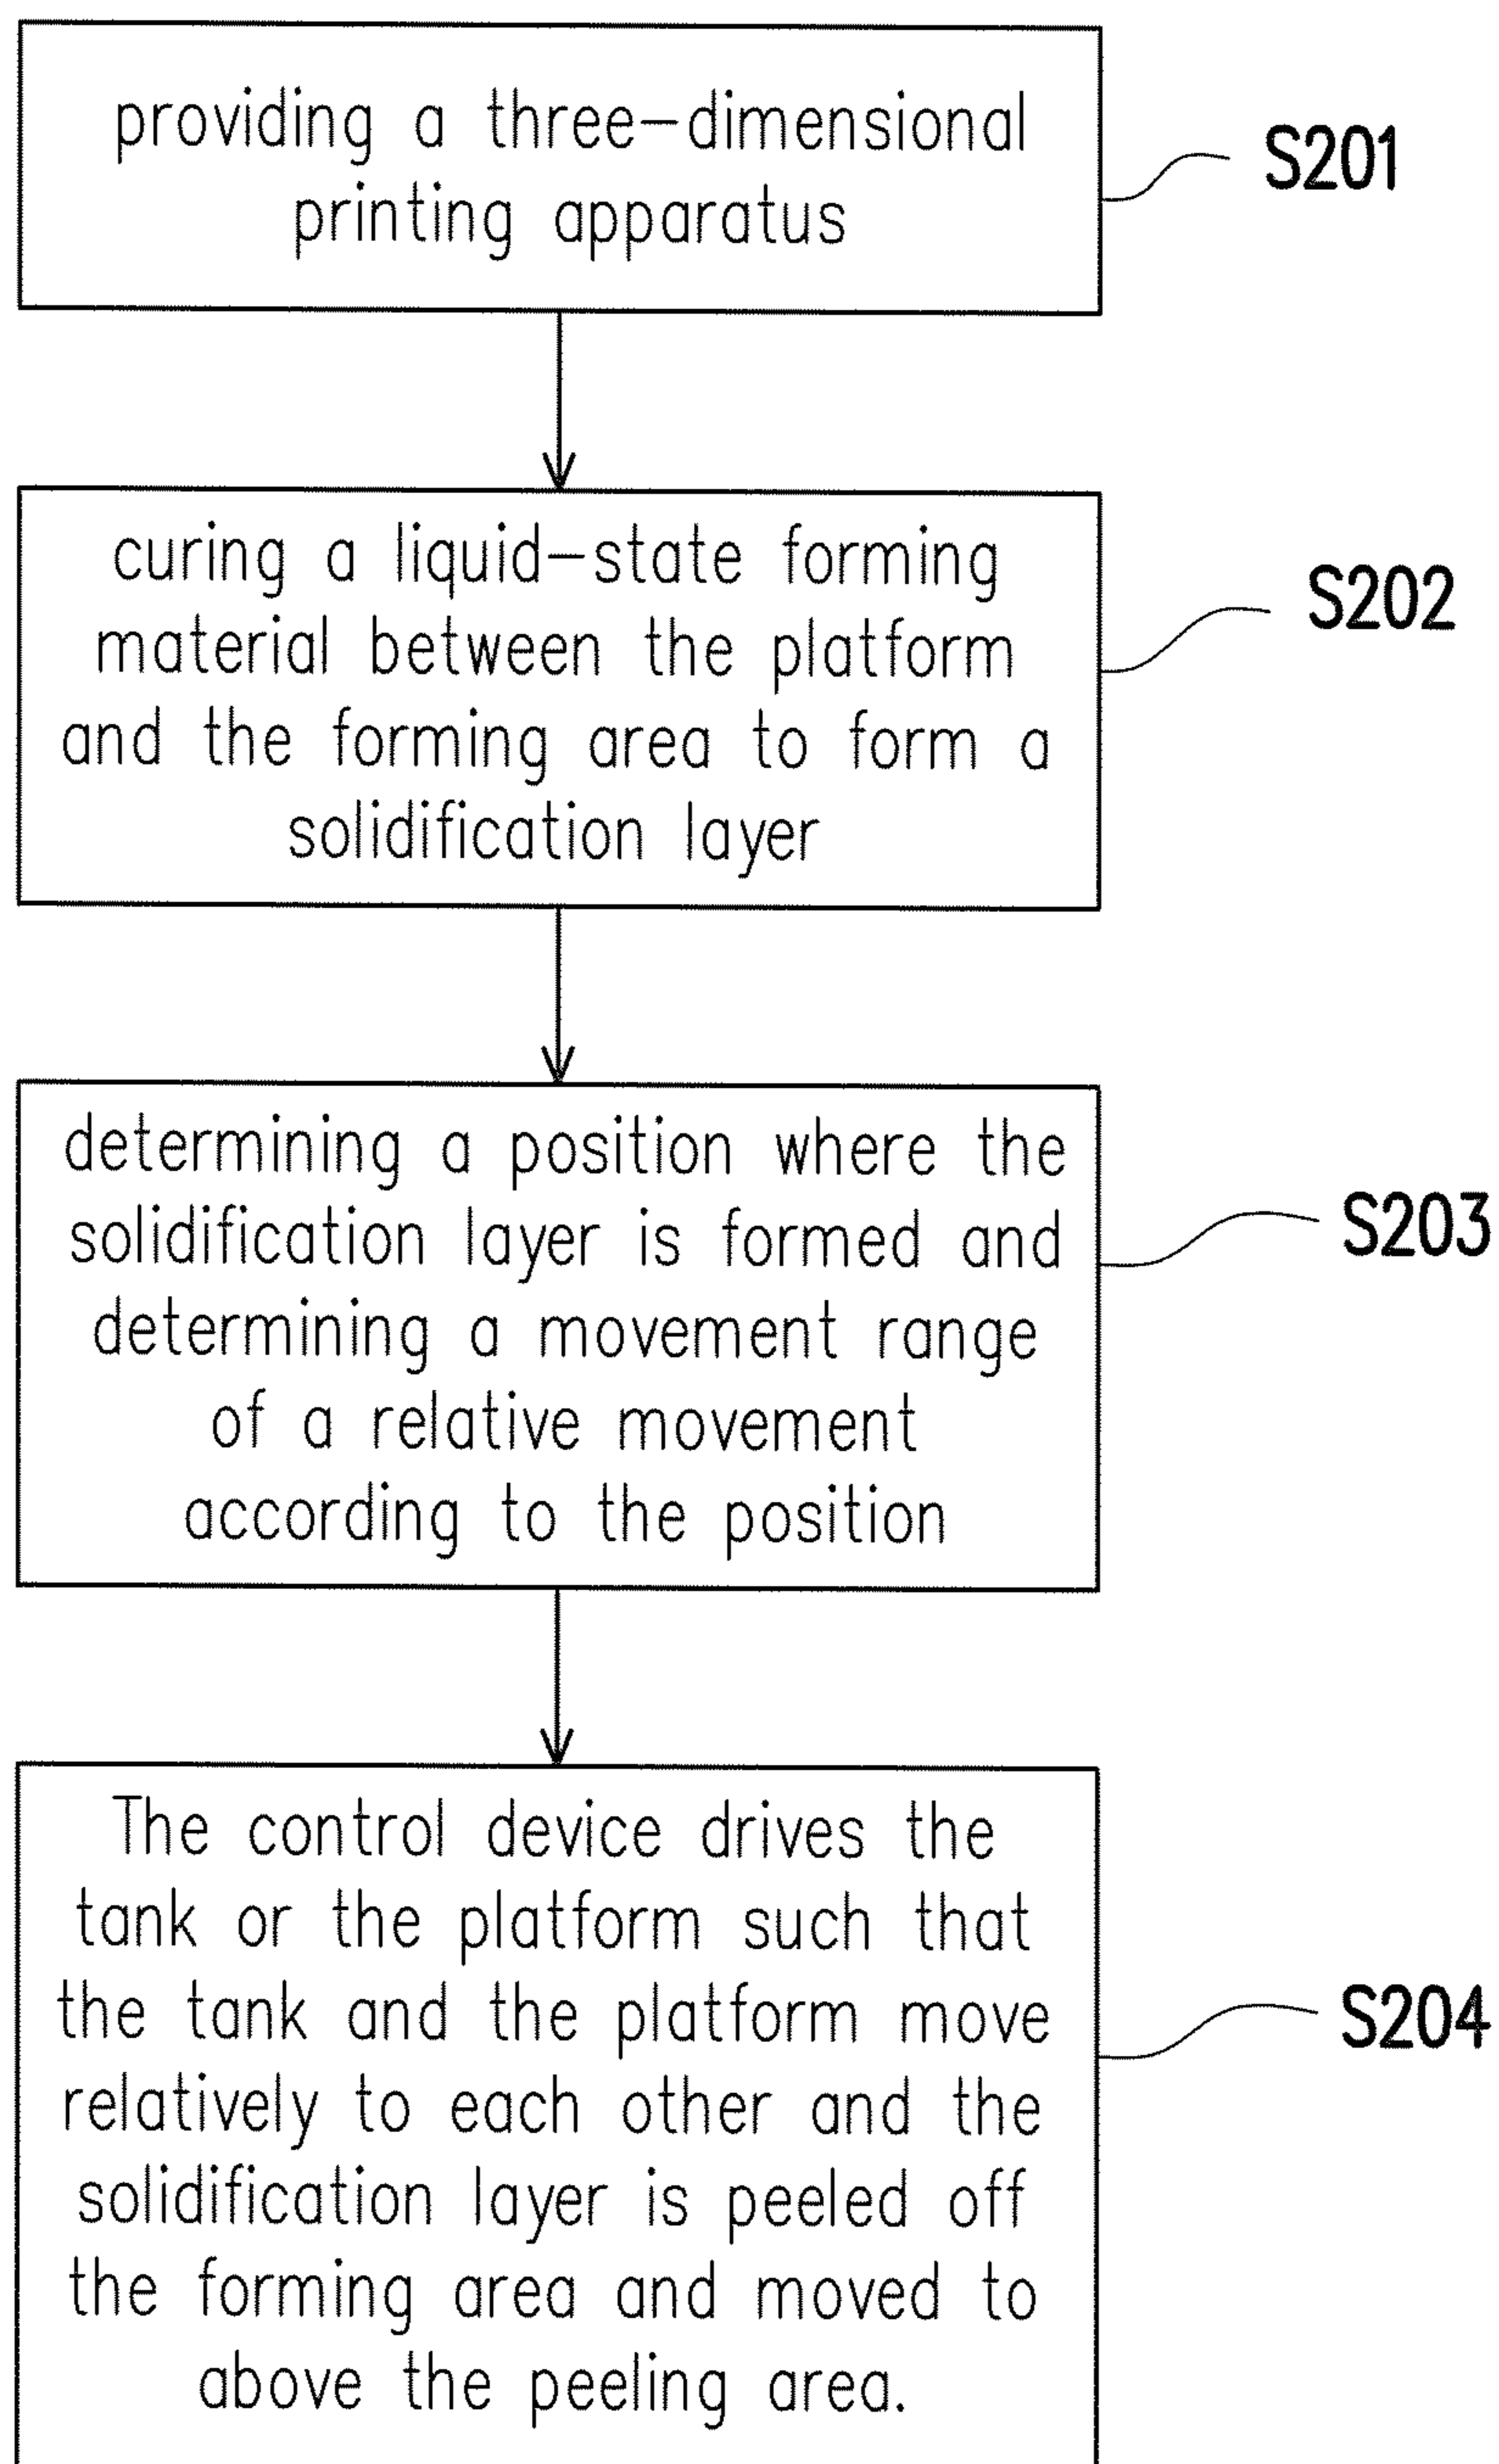 providing a three-dimensional
printing apparatus
S201
curing a liquid-state forming
material between the platform
and the forming area to form a
solidification layer
S202
determining a position where the
solidification layer is formed and
determining a movement range
of a relative movement
according to the position
S203
The control device drives the
tank or the platform such that
the tank and the platform move
relatively to each other and the
solidification layer is peeled off
the forming area and moved to
above the peeling area.
S204